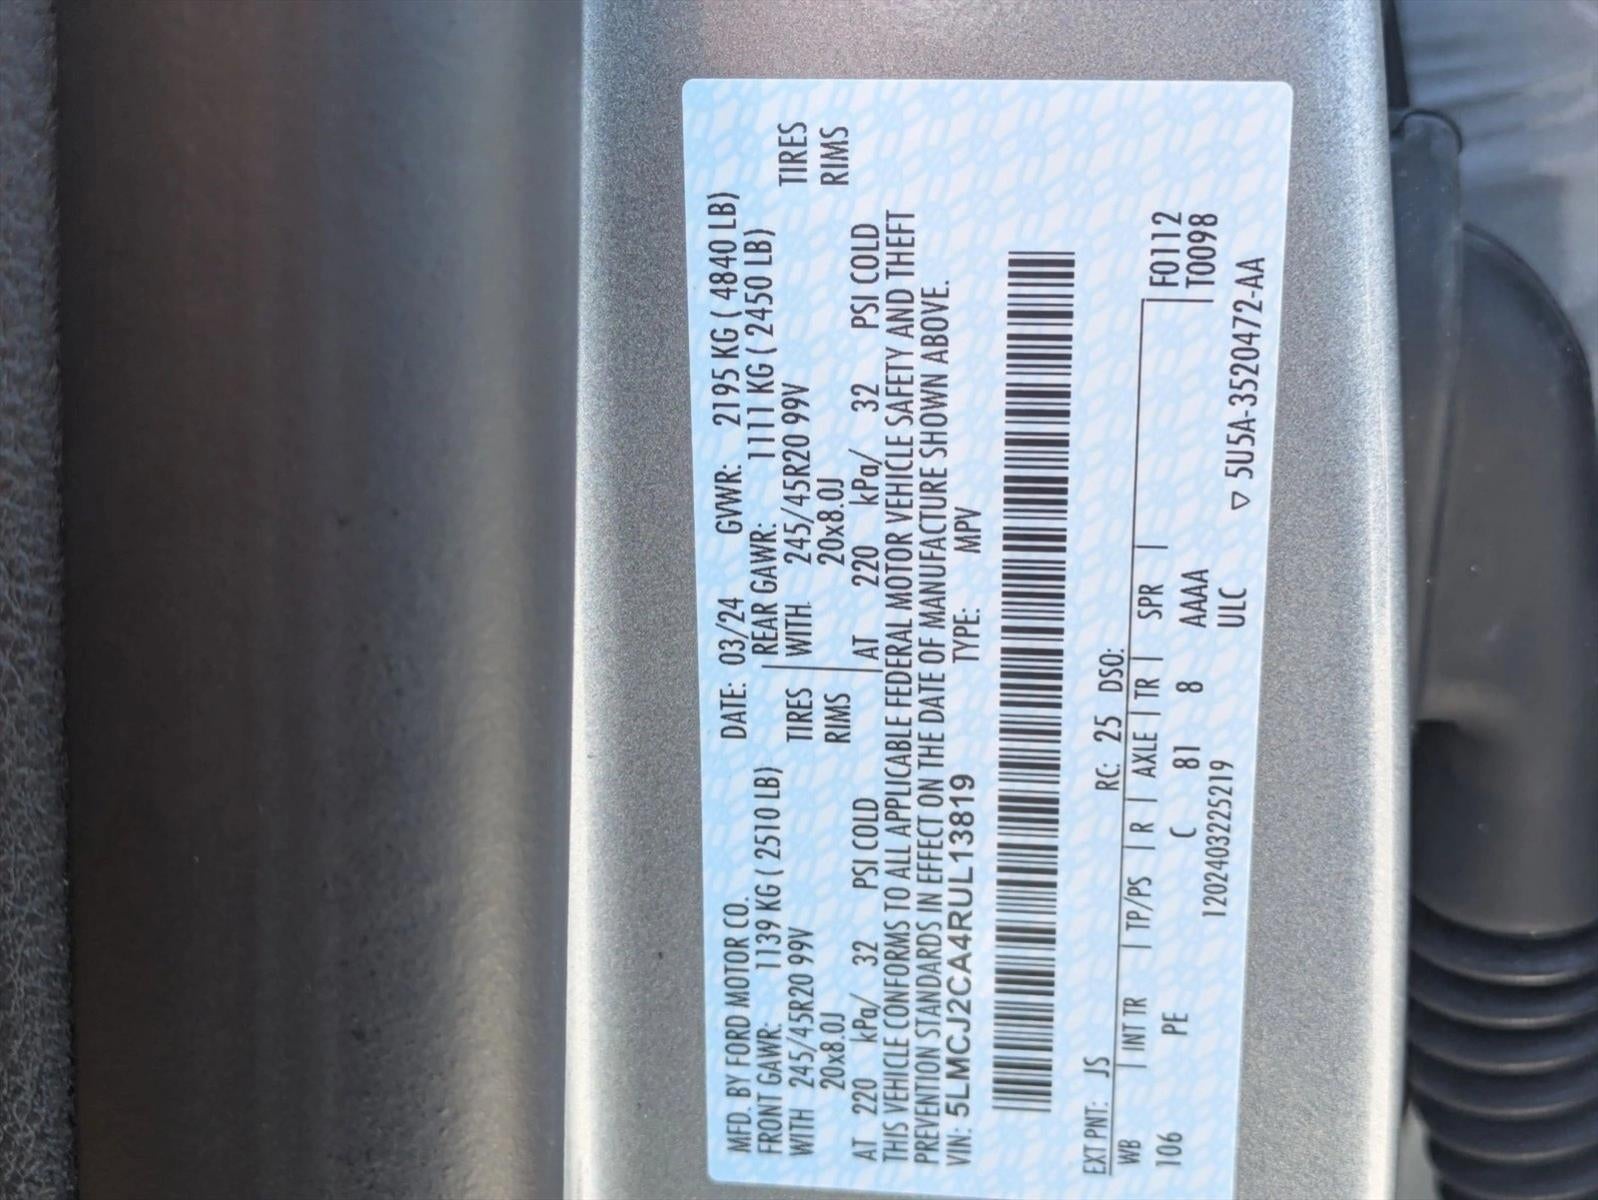 MFD. BY FORD MOTOR CO. DATE: 03/24 GVWR: 2195 KG ( 4840 LB)
FRONT GAWR: 1139 KG ( 2510 LB) REAR GAWR: 1111 KG ( 2450 LB)
WITH 245/45R20 99V TIRES WITH 245/45R20 99V TIRES
20x8.0J RIMS 20x8.0J RIMS
AT 220 kPa/ 32 PSI COLD AT 220 kPa/ 32 PSI COLD
THIS VEHICLE CONFORMS TO ALL APPLICABLE FEDERAL MOTOR VEHICLE SAFETY AND THEFT
PREVENTION STANDARDS IN EFFECT ON THE DATE OF MANUFACTURE SHOWN ABOVE.
VIN: 5LMCJ2CA4RUL13819 TYPE: MPV
EXT PNT: JS RC: 25 DSO:
WB INT TR TP/PS R AXLE TR SPR F0112
106 PE C 81 8 AAAA T0098
12024032225219 ULC
▽ 5U5A-3520472-AA